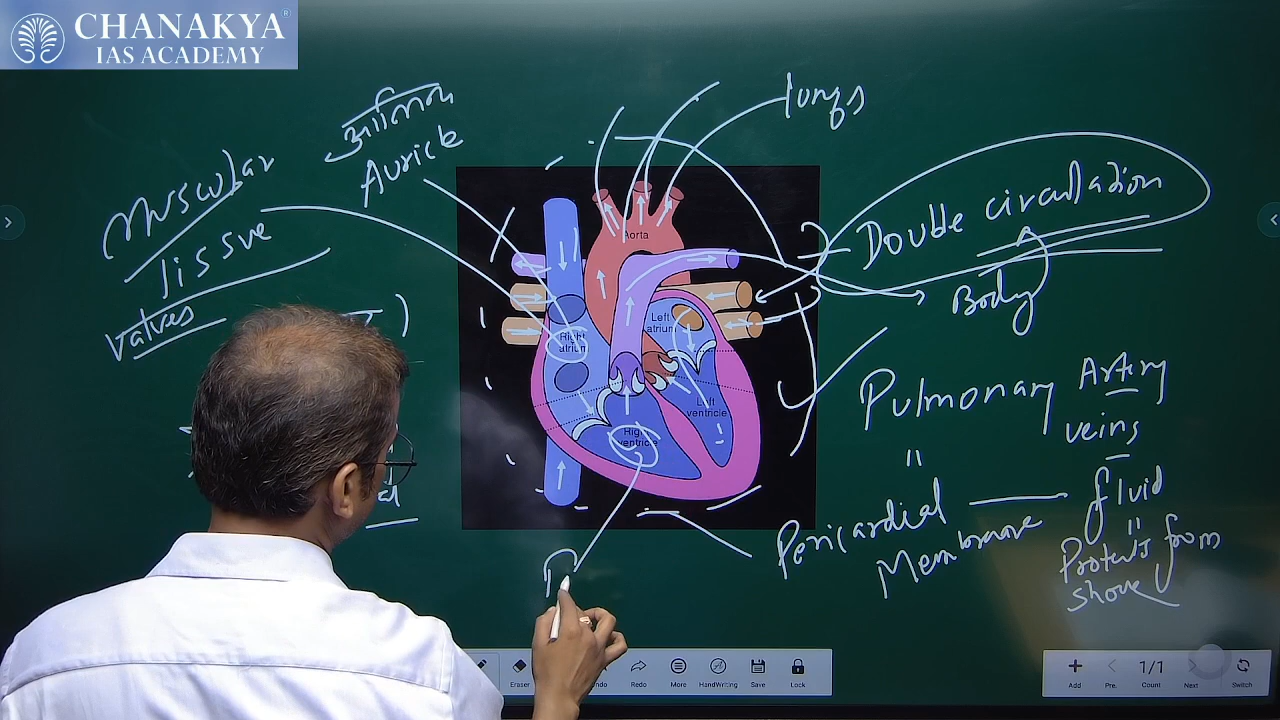 CHANAKYA®
IAS ACADEMY
Muscular
Tissue
valves
Auricle
lungs
Double circulation
Body
Pulmonary Artery
veins
"
Pericardial
Membrane
fluid
"
Protects from
shove
Aorta
Right
atrium
Left
atrium
Left
ventricle
Right
ventricle
Eraser
Undo
Redo
More
HandWriting
Save
Lock
1/1
Add
Pre.
Count
Next
Switch